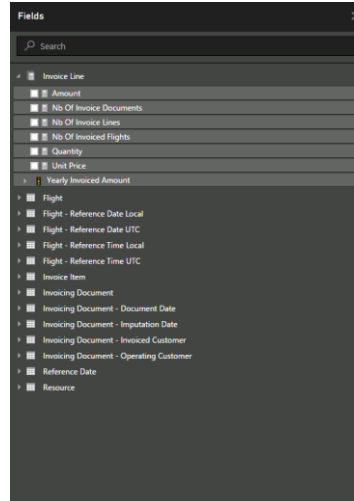 Fields
Search
Invoice Line
Amount
Nb Of Invoice Documents
Nb Of Invoice Lines
Nb Of Invoiced Flights
Quantity
Unit Price
Yearly Invoiced Amount
Flight
Flight - Reference Date Local
Flight - Reference Date UTC
Flight - Reference Time Local
Flight - Reference Time UTC
Invoice Item
Invoicing Document
Invoicing Document - Document Date
Invoicing Document - Imputation Date
Invoicing Document - Invoiced Customer
Invoicing Document - Operating Customer
Reference Date
Resource